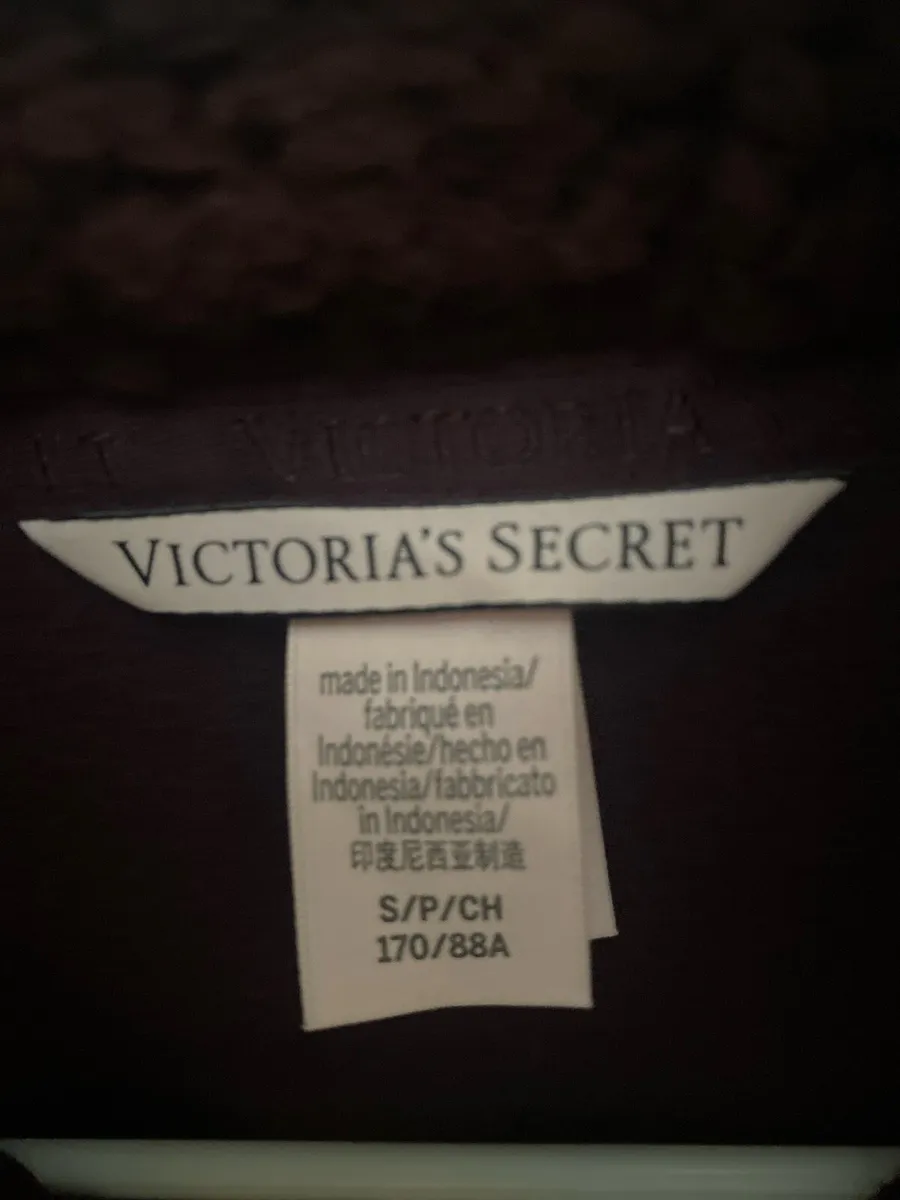 VICTORIA
VICTORIA'S SECRET
made in Indonesia/
fabriqué en
Indonésie/hecho en
Indonesia/fabbricato
in Indonesia/
印度尼西亚制造
S/P/CH
170/88A